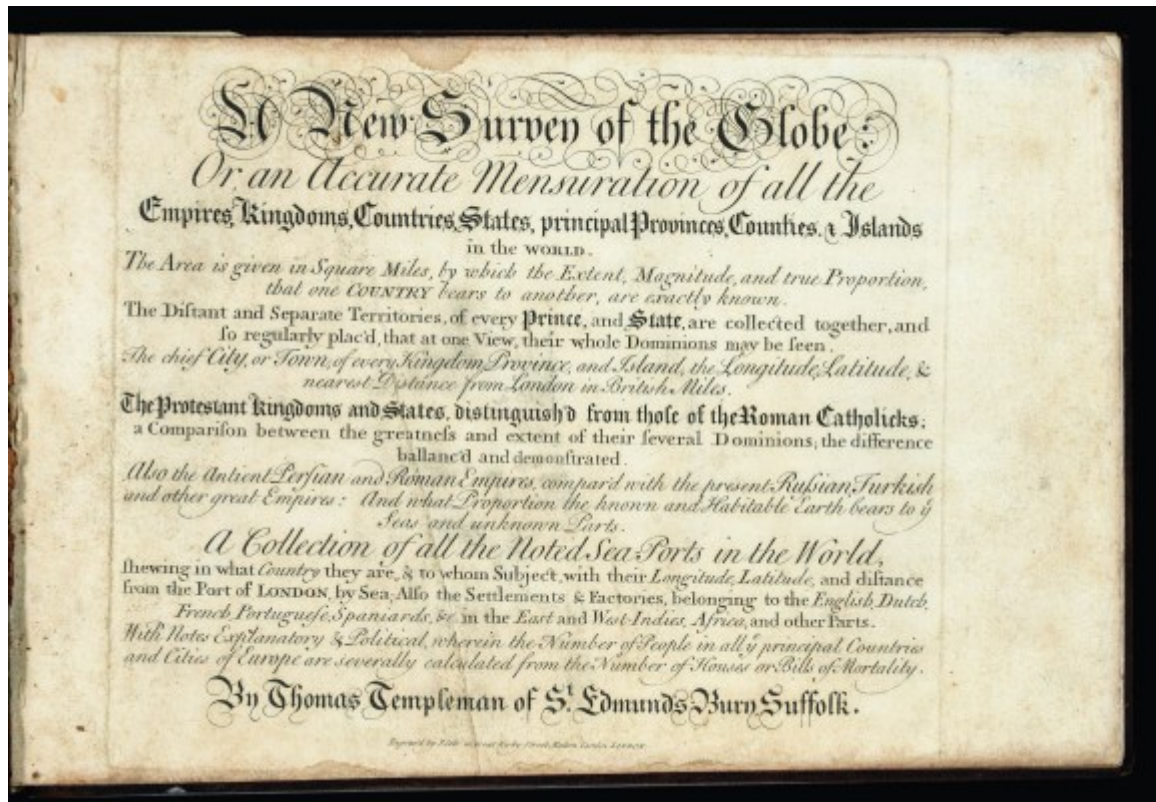 A New Survey of the Globe:
Or, an Accurate Mensuration of all the
Empires, Kingdoms, Countries, States, principal Provinces, Counties, & Islands
in the WORLD.
The Area is given in Square Miles, by which the Extent, Magnitude, and true Proportion,
that one COUNTRY bears to another, are exactly known.
The Diſtant and Separate Territories, of every Prince, and State, are collected together, and
ſo regularly plac'd, that at one View, their whole Dominions may be ſeen.
The chief City, or Town, of every Kingdom, Province, and Island, the Longitude, Latitude, &
nearest Distance from London in British Miles.
The Protestant Kingdoms and States, distinguish'd from thoſe of the Roman Catholicks;
a Compariſon between the greatneſs and extent of their ſeveral Dominions; the difference
ballanc'd and demonſtrated.
Also the Antient Perſian and Roman Empires, compar'd with the present Ruſsian, Turkish
and other great Empires: And what Proportion the known and Habitable Earth bears to ẏ
Seas and unknown Parts.
A Collection of all the Noted Sea Ports in the World,
ſhewing in what Country they are, & to whom Subject, with their Longitude, Latitude, and diſtance
from the Port of LONDON, by Sea; Alſo the Settlements & Factories, belonging to the English, Dutch,
French, Portugueſe, Spaniards, &c. in the East and West-Indies, Africa, and other Parts.
With Notes Explanatory & Political, wherein the Number of People in all ẏ principal Countries
and Cities of Europe are severally calculated from the Number of Houses or Bills of Mortality.
By Thomas Templeman of St. Edmunds Bury Suffolk.
Engrav'd by J. Cole